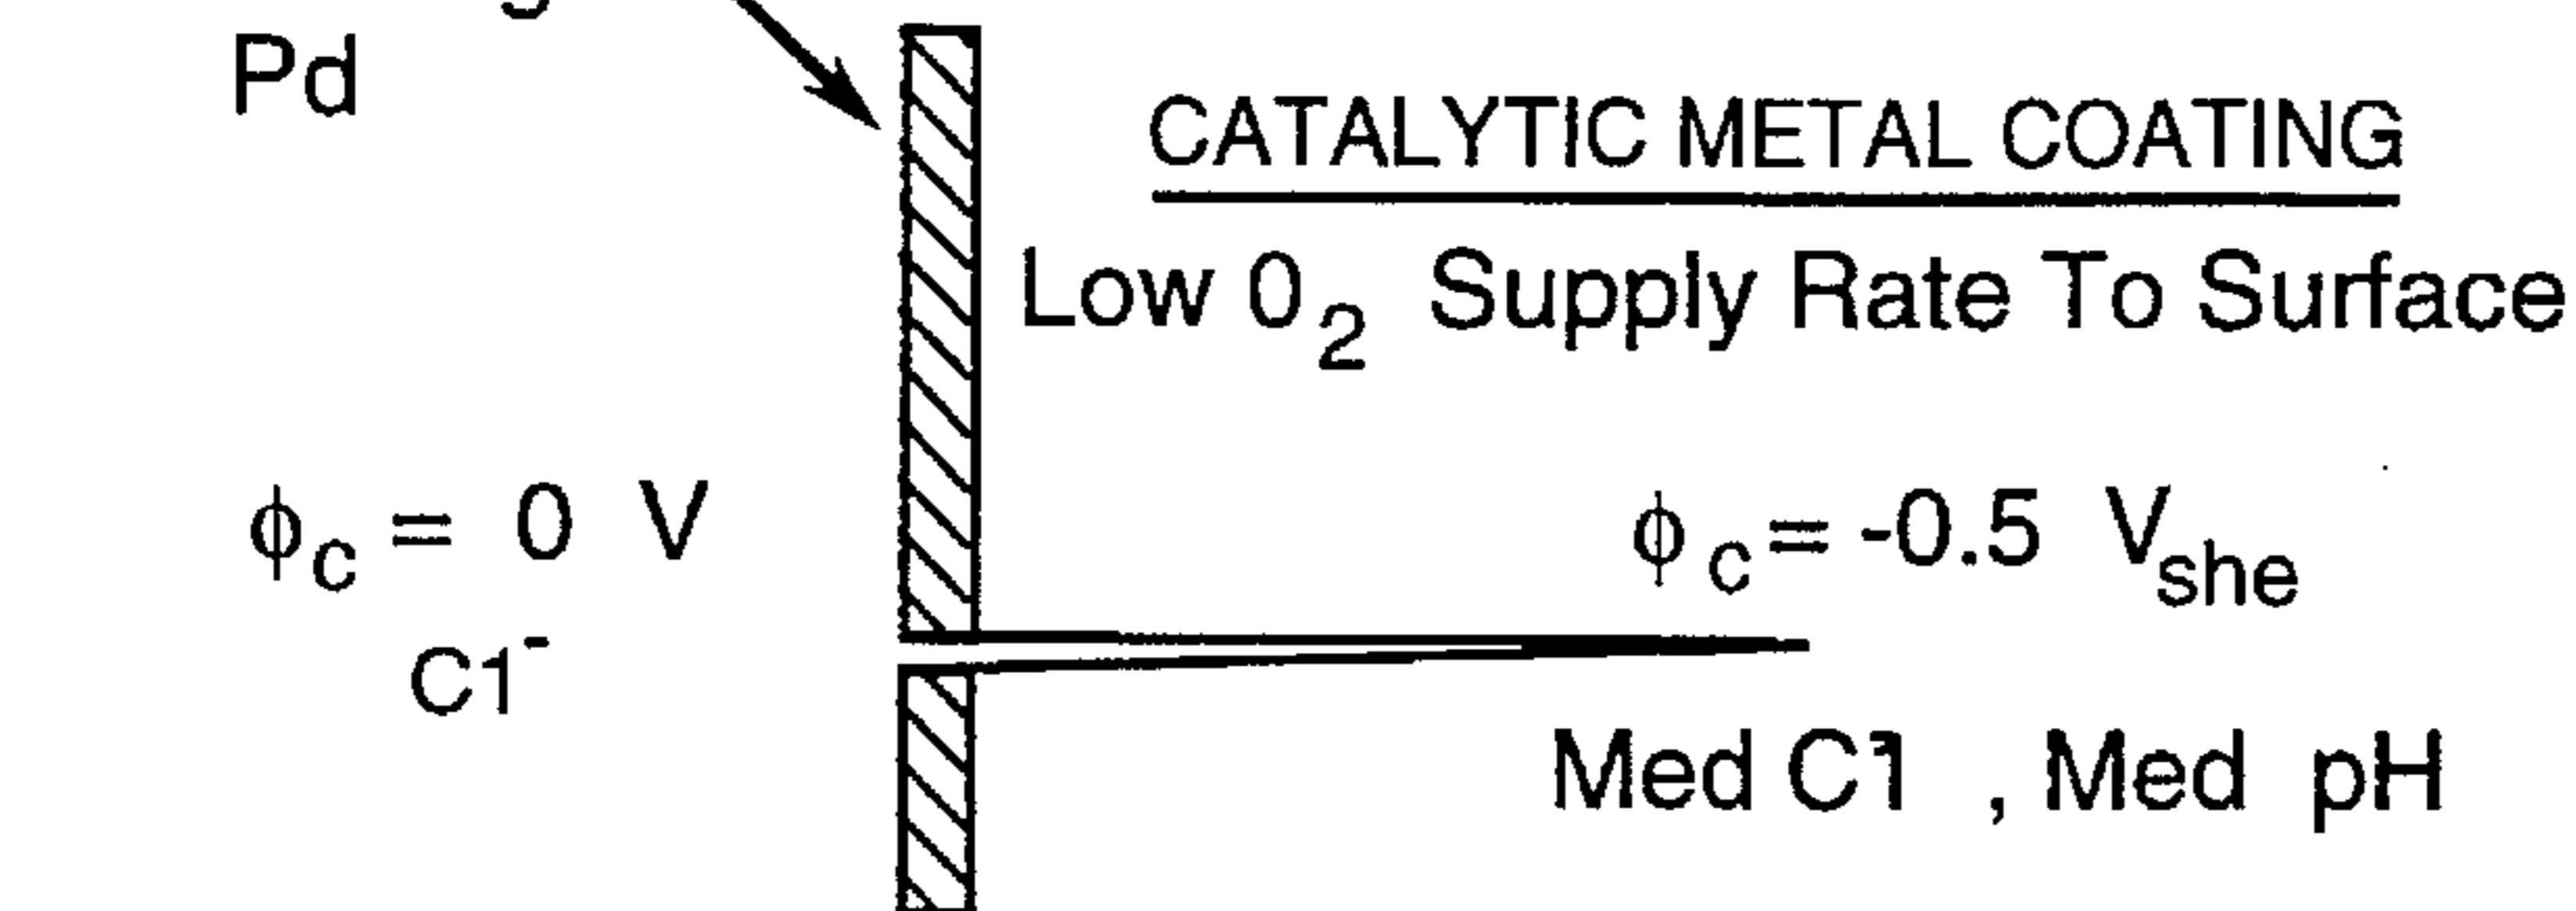 Pd
CATALYTIC METAL COATING
Low 0₂ Supply Rate To Surface
ϕc = 0 V
ϕc = -0.5 Vshe
C1⁻
Med C1 , Med pH